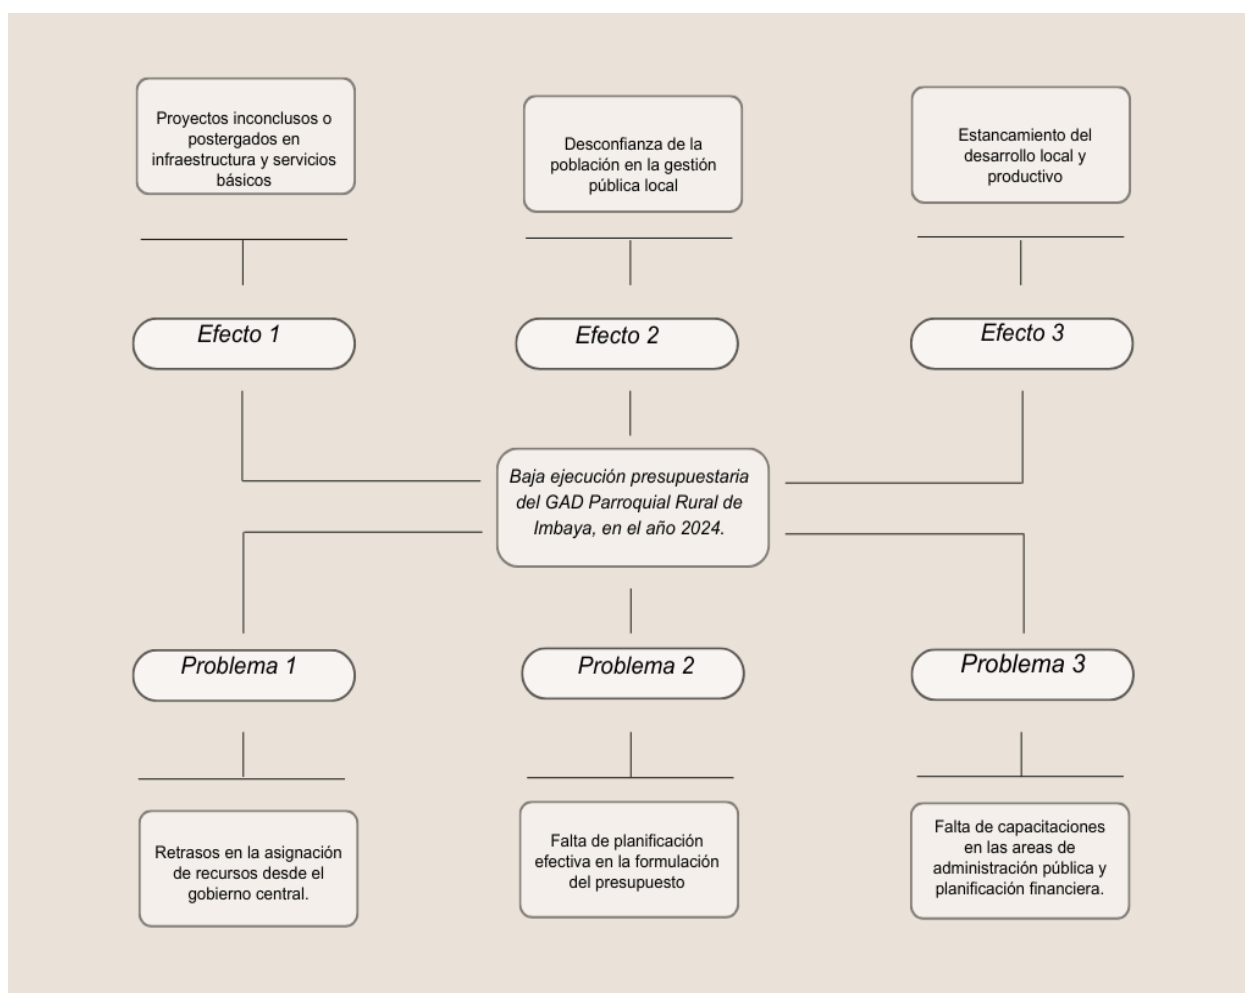 Proyectos inconclusos o
postergados en
infraestructura y servicios
básicos
Desconfianza de la
población en la gestión
pública local
Estancamiento del
desarrollo local y
productivo
Efecto 1
Efecto 2
Efecto 3
Baja ejecución presupuestaria
del GAD Parroquial Rural de
Imbaya, en el año 2024.
Problema 1
Problema 2
Problema 3
Retrasos en la asignación
de recursos desde el
gobierno central.
Falta de planificación
efectiva en la formulación
del presupuesto
Falta de capacitaciones
en las areas de
administración pública y
planificación financiera.